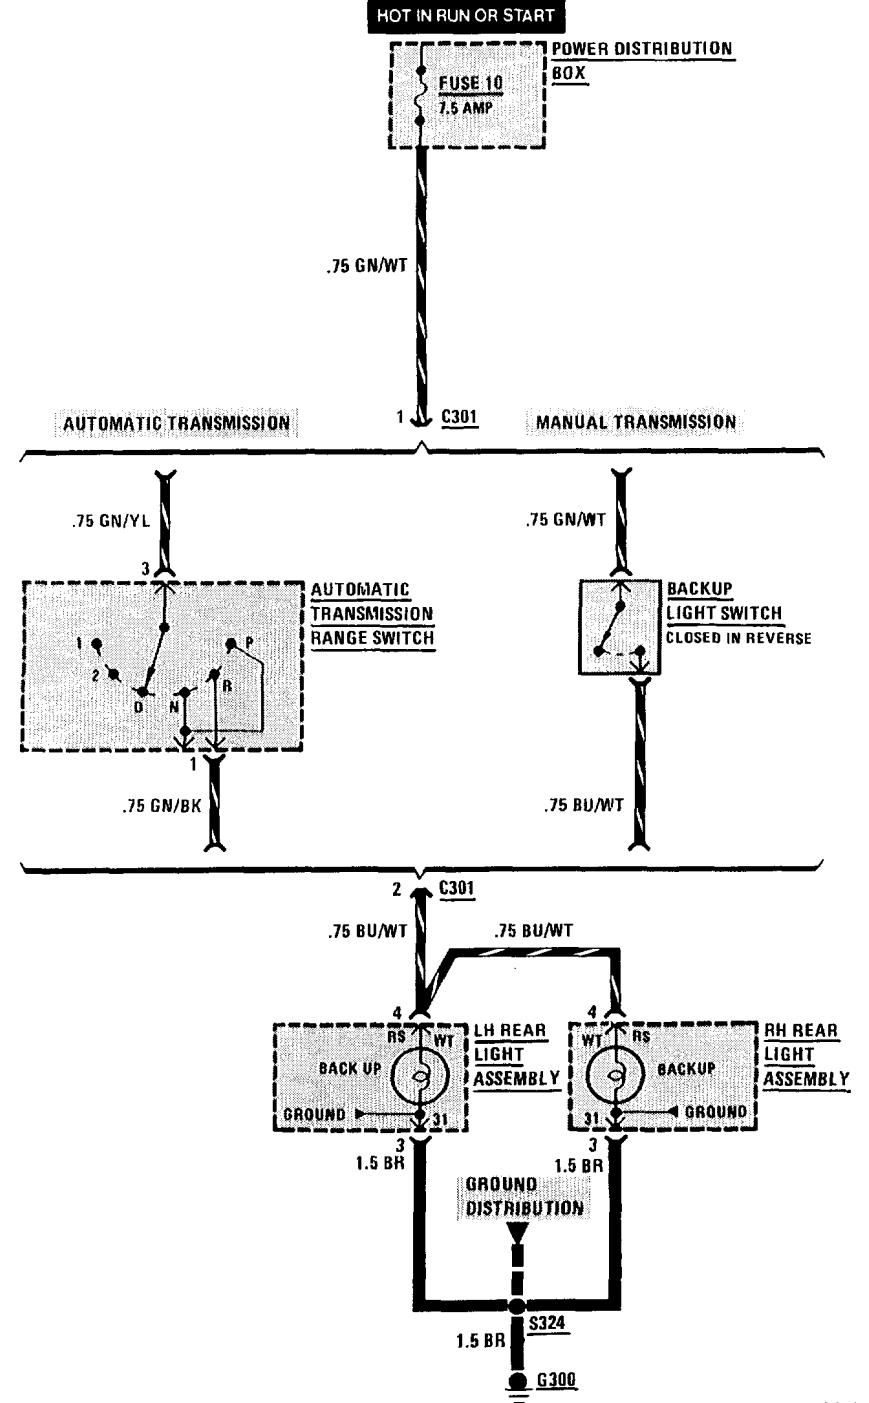 HOT IN RUN OR START
POWER DISTRIBUTION
BOX
FUSE 10
7.5 AMP
.75 GN/WT
1 C301
AUTOMATIC TRANSMISSION
MANUAL TRANSMISSION
.75 GN/YL
.75 GN/WT
3
AUTOMATIC
TRANSMISSION
RANGE SWITCH
BACKUP
LIGHT SWITCH
CLOSED IN REVERSE
1
2
D
N
R
P
1
.75 GN/BK
.75 BU/WT
2 C301
.75 BU/WT
.75 BU/WT
4
4
RS
WT
LH REAR
LIGHT
ASSEMBLY
WT
RS
RH REAR
LIGHT
ASSEMBLY
BACK UP
BACKUP
GROUND
31
31
GROUND
3
1.5 BR
3
1.5 BR
GROUND
DISTRIBUTION
S324
1.5 BR
G300